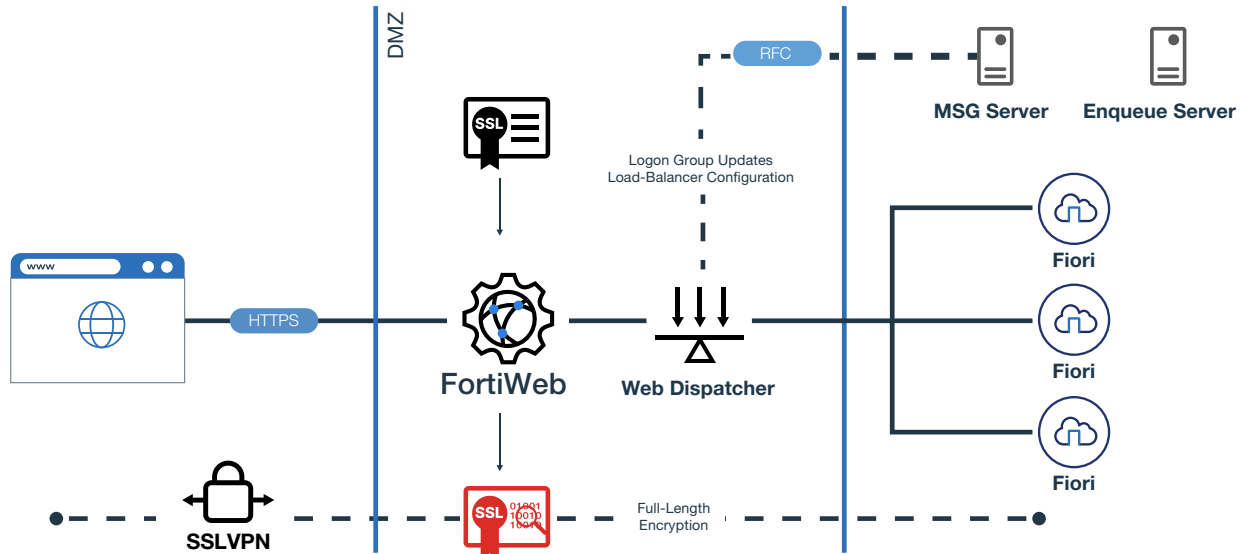 DMZ
RFC
MSG Server
Enqueue Server
SSL
Logon Group Updates
Load-Balancer Configuration
www
HTTPS
FortiWeb
Web Dispatcher
Fiori
Fiori
Fiori
SSLVPN
SSL
01001
10010
10010
Full-Length
Encryption